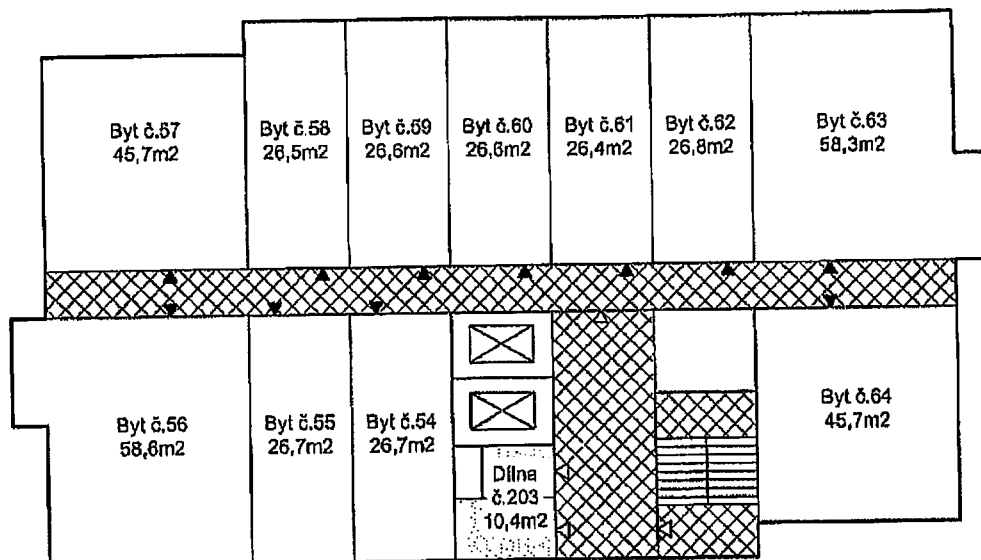 Byt č.57
45,7m2
Byt č.58
26,5m2
Byt č.59
26,6m2
Byt č.60
26,6m2
Byt č.61
26,4m2
Byt č.62
26,8m2
Byt č.63
58,3m2
Byt č.56
58,6m2
Byt č.55
26,7m2
Byt č.54
26,7m2
Dílna
č.203
10,4m2
Byt č.64
45,7m2